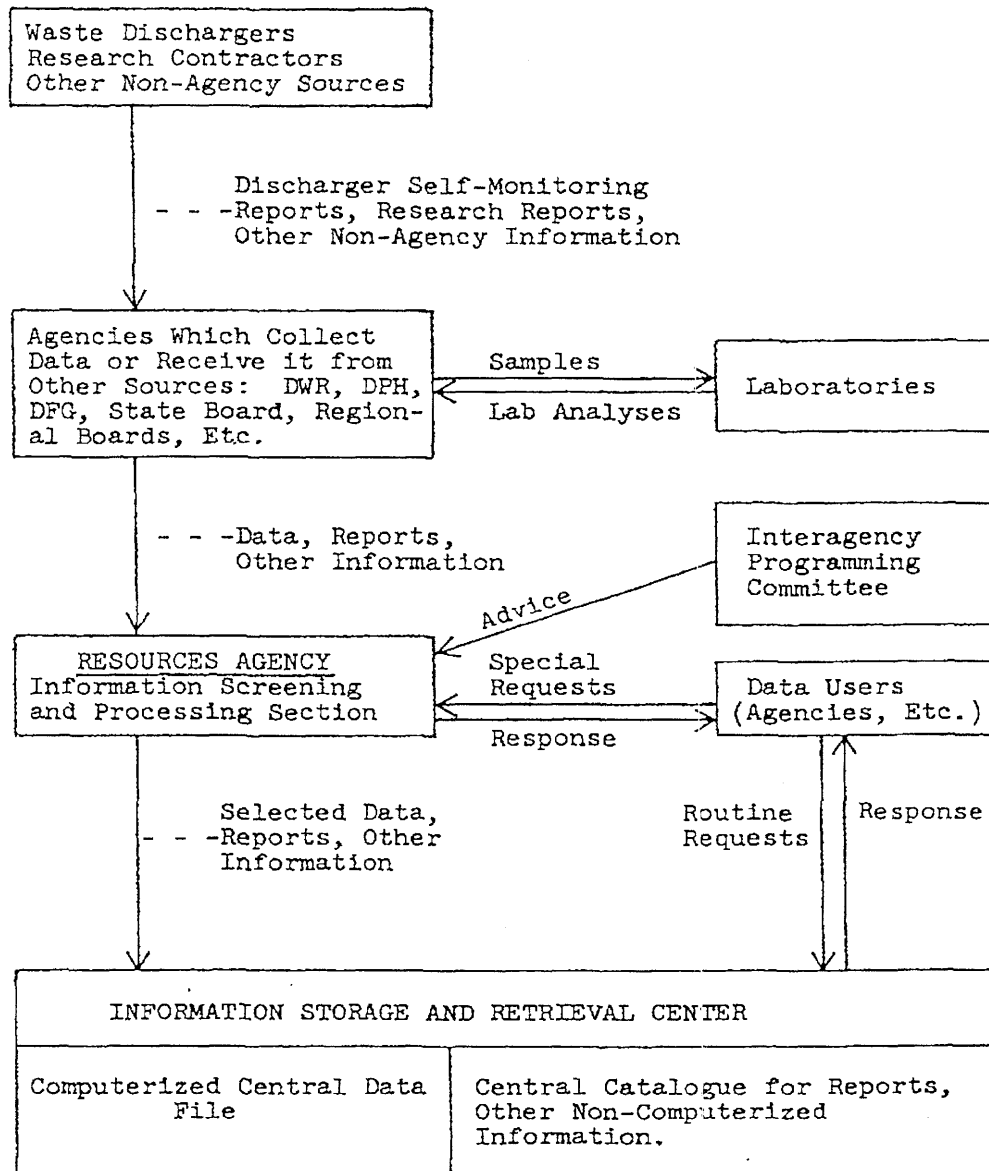 Waste Dischargers
Research Contractors
Other Non-Agency Sources
Discharger Self-Monitoring
- - -Reports, Research Reports,
Other Non-Agency Information
Agencies Which Collect
Data or Receive it from
Other Sources: DWR, DPH,
DFG, State Board, Region-
al Boards, Etc.
Samples
Lab Analyses
Laboratories
- - -Data, Reports,
Other Information
Interagency
Programming
Committee
Advice
RESOURCES AGENCY
Information Screening
and Processing Section
Special
Requests
Response
Data Users
(Agencies, Etc.)
Selected Data,
- - -Reports, Other
Information
Routine
Requests
Response
INFORMATION STORAGE AND RETRIEVAL CENTER
Computerized Central Data
File
Central Catalogue for Reports,
Other Non-Computerized
Information.